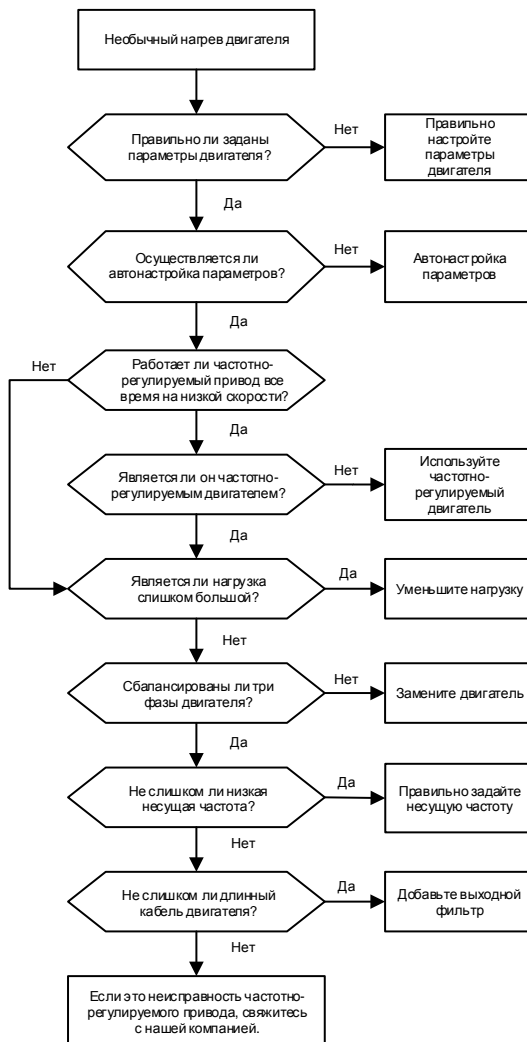 Необычный нагрев двигателя
Правильно ли заданы
параметры двигателя?
Нет
Правильно
настройте
параметры
двигателя
Да
Осуществляется ли
автонастройка параметров?
Нет
Автонастройка
параметров
Да
Нет
Работает ли частотно-
регулируемый привод все
время на низкой скорости?
Да
Является ли он частотно-
регулируемым двигателем?
Нет
Используйте
частотно-
регулируемый
двигатель
Да
Является ли нагрузка
слишком большой?
Да
Уменьшите нагрузку
Нет
Сбалансированы ли три
фазы двигателя?
Нет
Замените двигатель
Да
Не слишком ли низкая
несущая частота?
Да
Правильно задайте
несущую частоту
Нет
Не слишком ли длинный
кабель двигателя?
Да
Добавьте выходной
фильтр
Нет
Если это неисправность частотно-
регулируемого привода, свяжитесь
с нашей компанией.